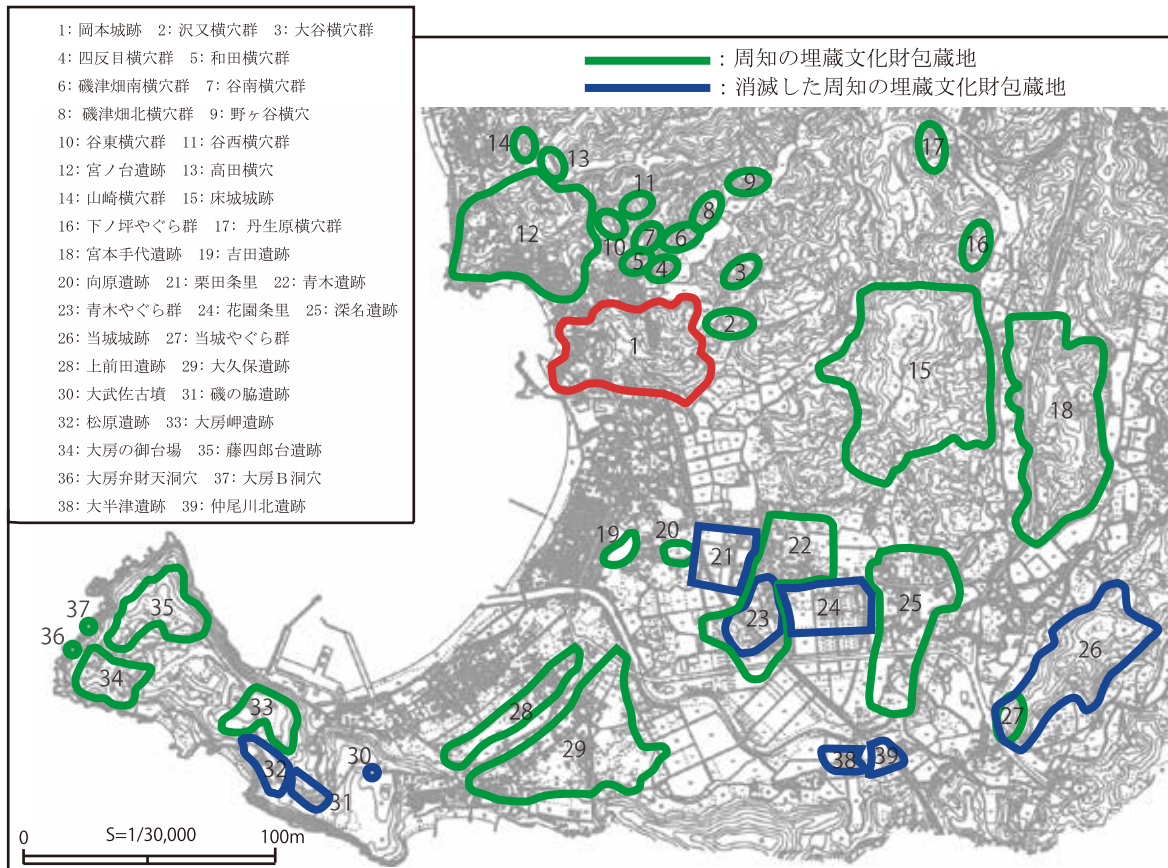 1: 岡本城跡 2: 沢又横穴群 3: 大谷横穴群
4: 四反目横穴群 5: 和田横穴群
6: 磯津畑南横穴群 7: 谷南横穴群
8: 磯津畑北横穴群 9: 野ヶ谷横穴
10: 谷東横穴群 11: 谷西横穴群
12: 宮ノ台遺跡 13: 高田横穴
14: 山崎横穴群 15: 床城城跡
16: 下ノ坪やぐら群 17: 丹生原横穴群
18: 宮本手代遺跡 19: 吉田遺跡
20: 向原遺跡 21: 栗田条里 22: 青木遺跡
23: 青木やぐら群 24: 花園条里 25: 深名遺跡
26: 当城城跡 27: 当城やぐら群
28: 上前田遺跡 29: 大久保遺跡
30: 大武佐古墳 31: 磯の脇遺跡
32: 松原遺跡 33: 大房岬遺跡
34: 大房の御台場 35: 藤四郎台遺跡
36: 大房弁財天洞穴 37: 大房B洞穴
38: 大半津遺跡 39: 仲尾川北遺跡
: 周知の埋蔵文化財包蔵地
: 消滅した周知の埋蔵文化財包蔵地
14
13
17
9
11
8
12
10
7
6
16
5
4
3
2
1
15
18
19
20
21
22
23
24
25
26
27
28
29
30
31
32
33
34
35
36
37
38
39
0
S=1/30,000
100m